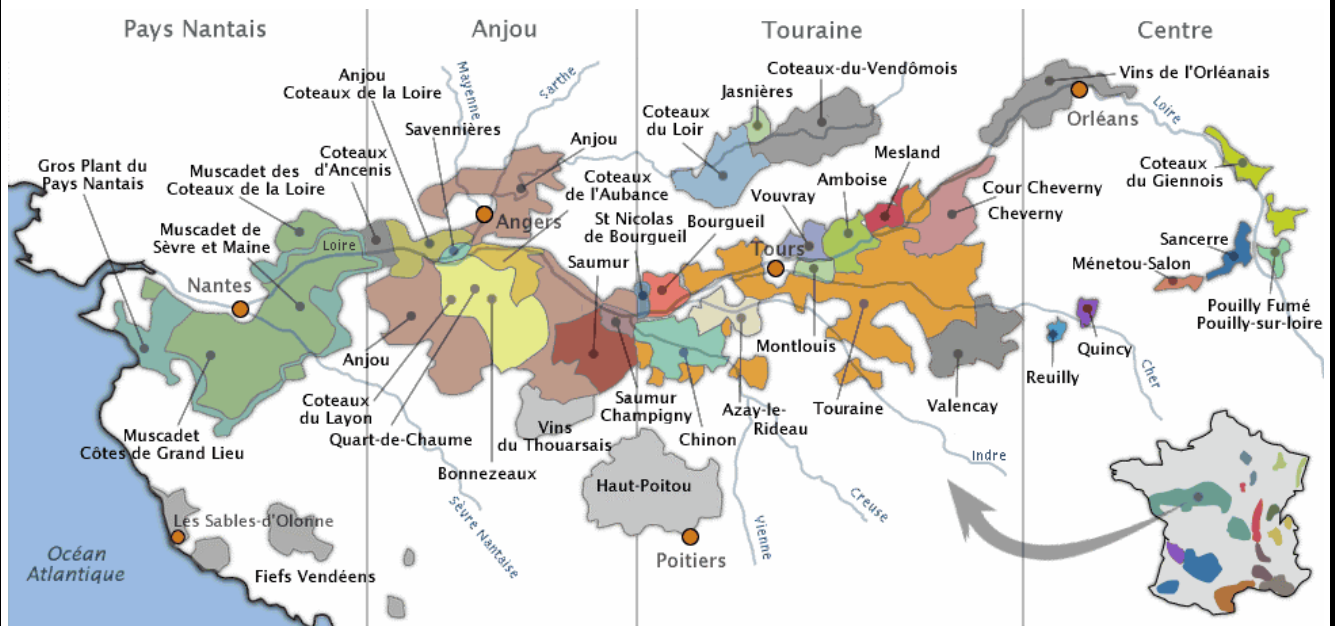 Pays Nantais
Anjou
Touraine
Centre
Gros Plant du
Pays Nantais
Muscadet des
Coteaux de la Loire
Muscadet de
Sèvre et Maine
Nantes
Loire
Muscadet
Côtes de Grand Lieu
Les Sables-d'Olonne
Océan
Atlantique
Fiefs Vendéens
Anjou
Coteaux de la Loire
Savennières
Coteaux
d'Ancenis
Mayenne
Sarthe
Anjou
Coteaux
de l'Aubance
Angers
St Nicolas
de Bourgueil
Saumur
Anjou
Coteaux
du Layon
Quart-de-Chaume
Bonnezeaux
Vins
du Thouarsais
Sèvre Nantaise
Saumur
Champigny
Haut-Poitou
Poitiers
Coteaux
du Loir
Jasnières
Coteaux-du-Vendômois
Bourgueil
Vouvray
Amboise
Mesland
Cour Cheverny
Cheverny
Tours
Montlouis
Chinon
Azay-le-
Rideau
Touraine
Valencay
Vienne
Creuse
Indre
Cher
Vins de l'Orléanais
Orléans
Loire
Coteaux
du Giennois
Sancerre
Ménetou-Salon
Pouilly Fumé
Pouilly-sur-loire
Quincy
Reuilly